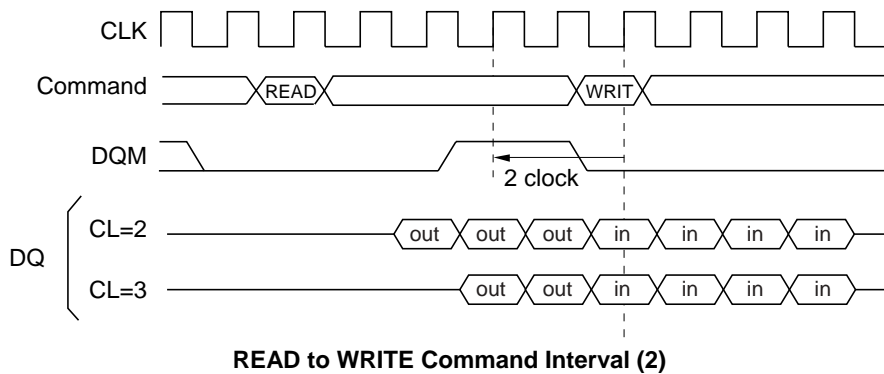 CLK
Command READ WRIT
DQM
2 clock
CL=2 out out out in in in in
DQ
CL=3 out out in in in in
READ to WRITE Command Interval (2)